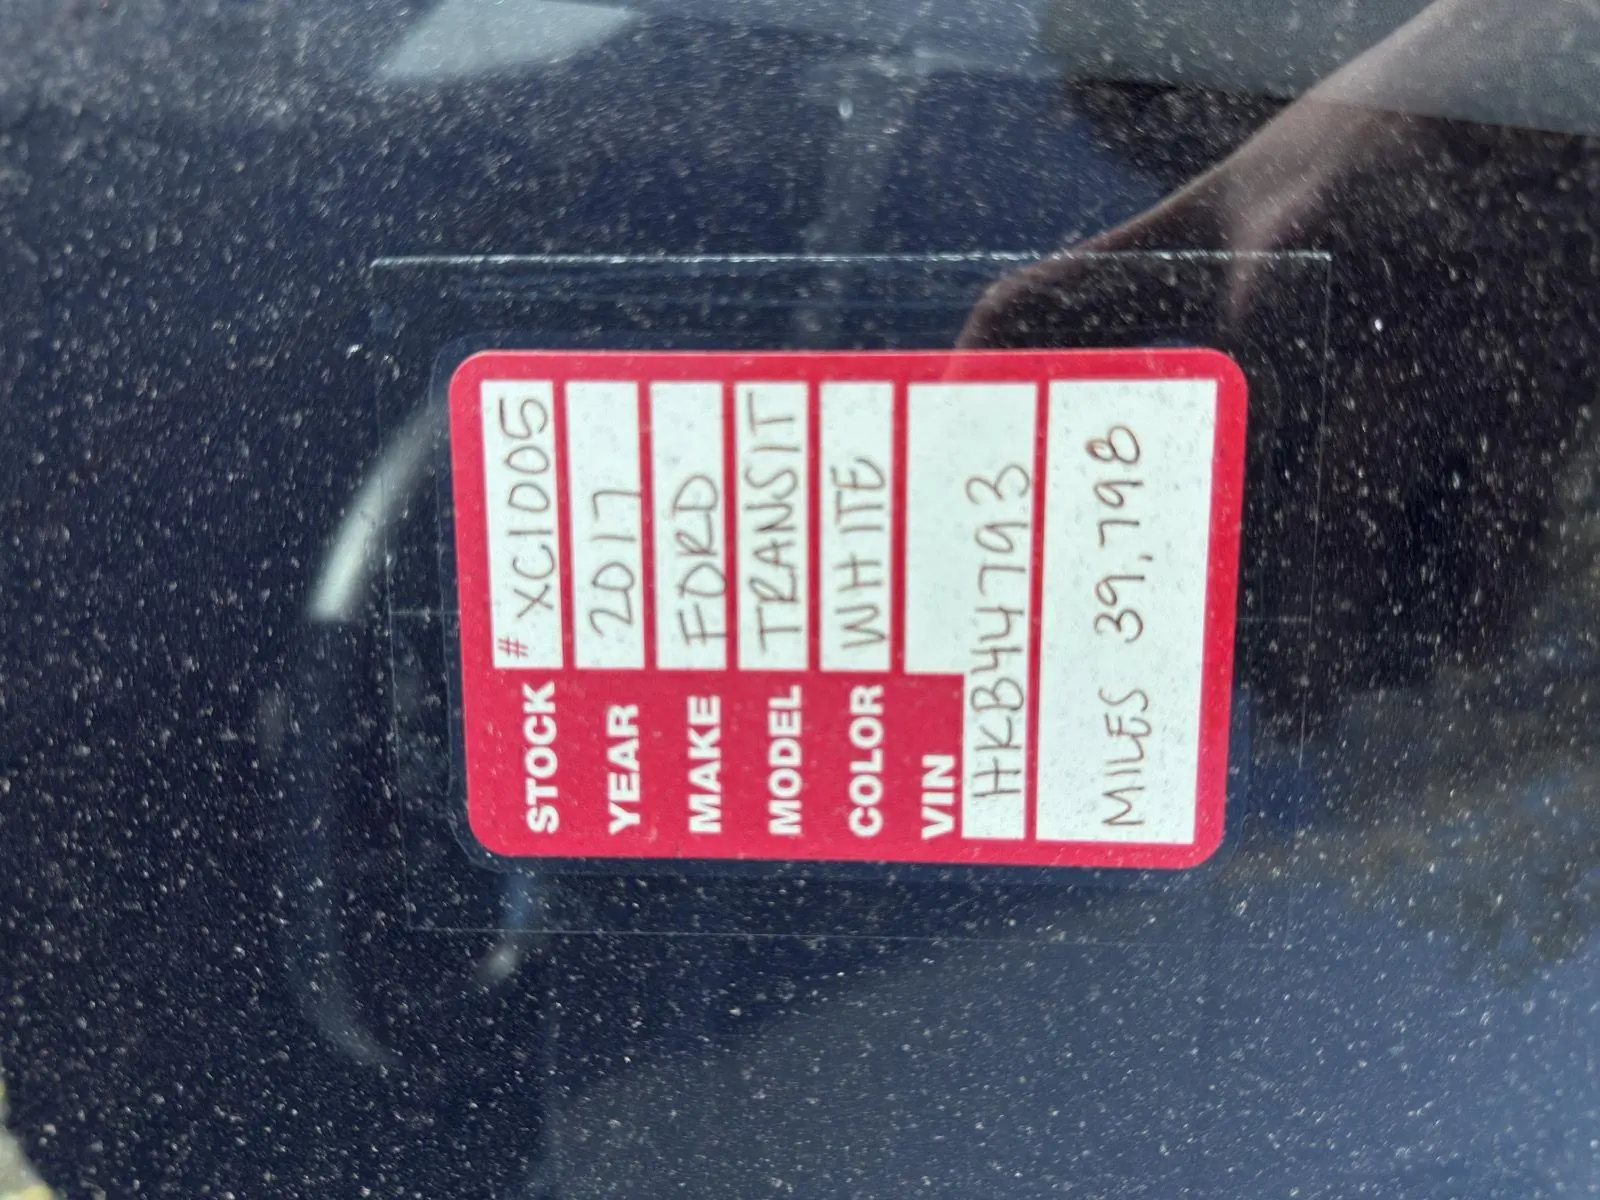 STOCK # XC1005
YEAR 2017
MAKE FORD
MODEL TRANSIT
COLOR WHITE
VIN HKB44793
MILES 39,798